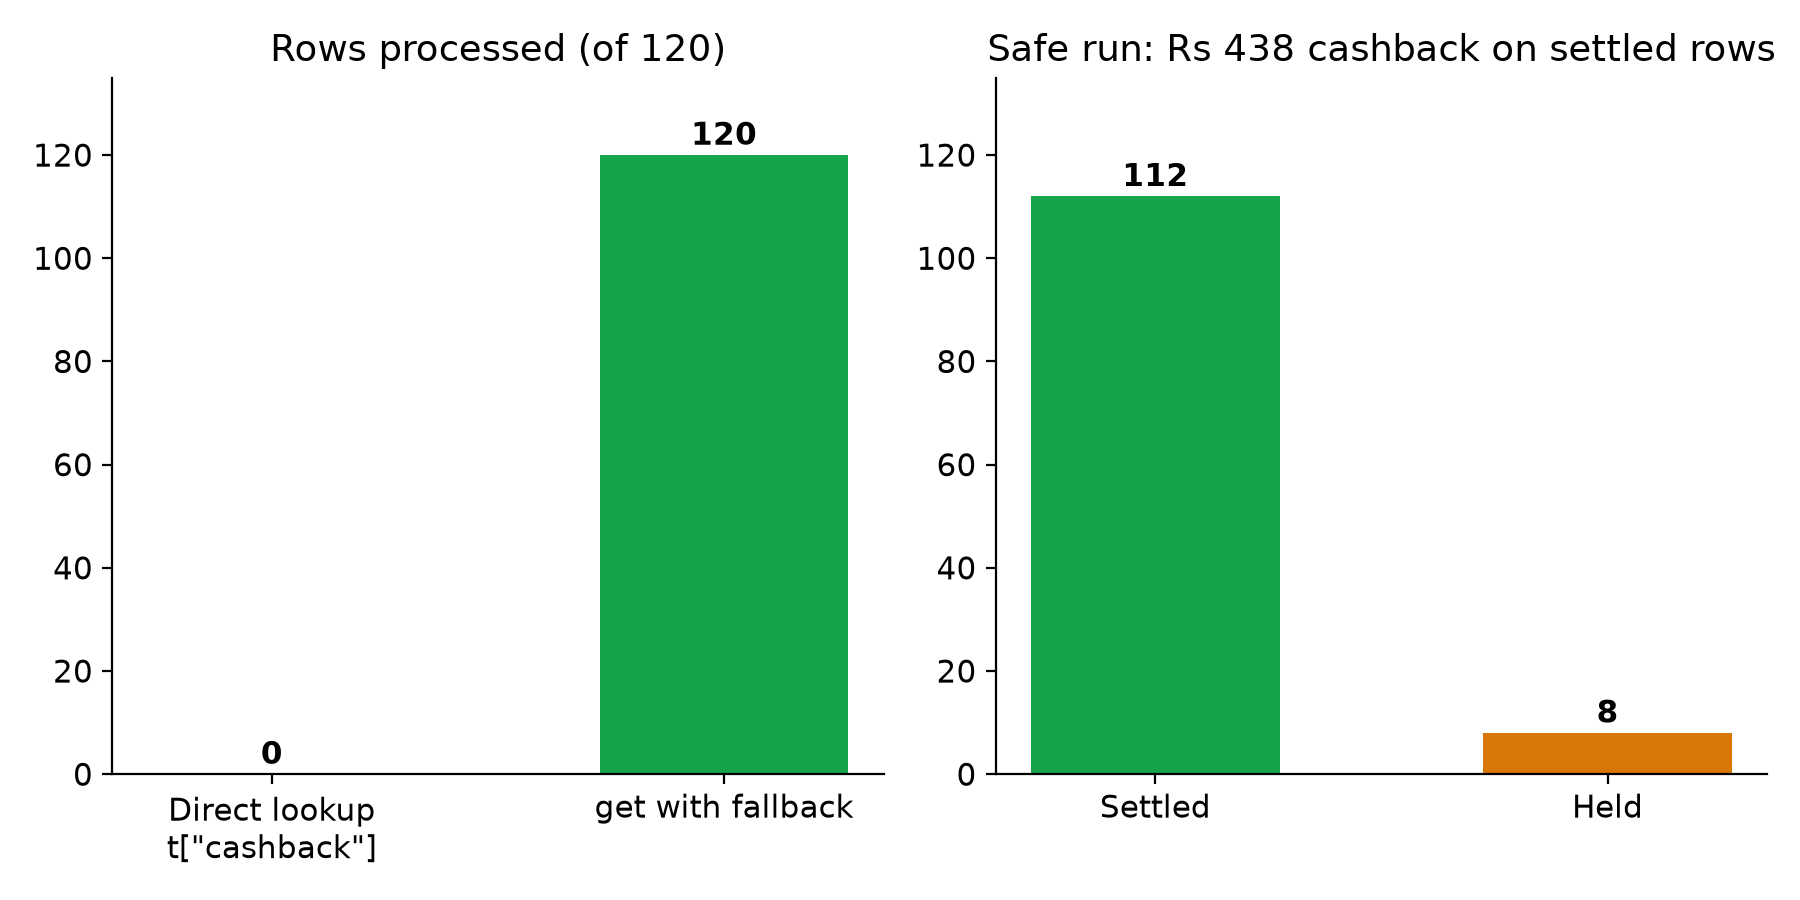 Rows processed (of 120)
120
100
80
60
40
20
0
0
120
Direct lookup
t["cashback"]
get with fallback
Safe run: Rs 438 cashback on settled rows
120
100
80
60
40
20
0
112
8
Settled
Held